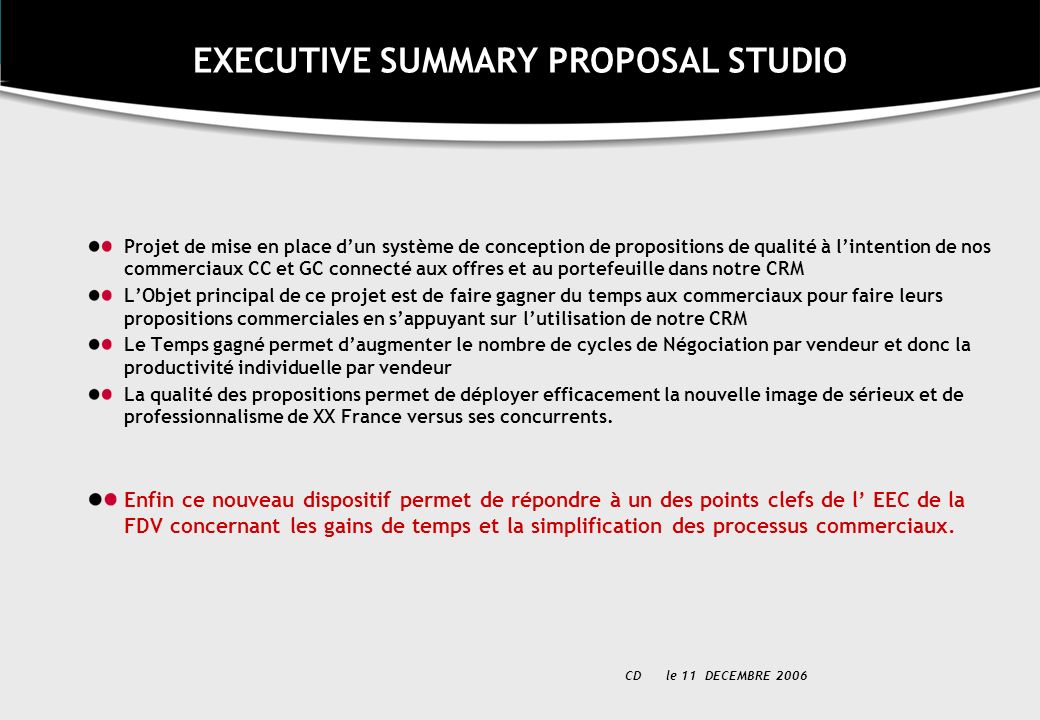 EXECUTIVE SUMMARY PROPOSAL STUDIO
Projet de mise en place d’un système de conception de propositions de qualité à l’intention de nos
commerciaux CC et GC connecté aux offres et au portefeuille dans notre CRM
L’Objet principal de ce projet est de faire gagner du temps aux commerciaux pour faire leurs
propositions commerciales en s’appuyant sur l’utilisation de notre CRM
Le Temps gagné permet d’augmenter le nombre de cycles de Négociation par vendeur et donc la
productivité individuelle par vendeur
La qualité des propositions permet de déployer efficacement la nouvelle image de sérieux et de
professionnalisme de XX France versus ses concurrents.
Enfin ce nouveau dispositif permet de répondre à un des points clefs de l’ EEC de la
FDV concernant les gains de temps et la simplification des processus commerciaux.
CD le 11 DECEMBRE 2006